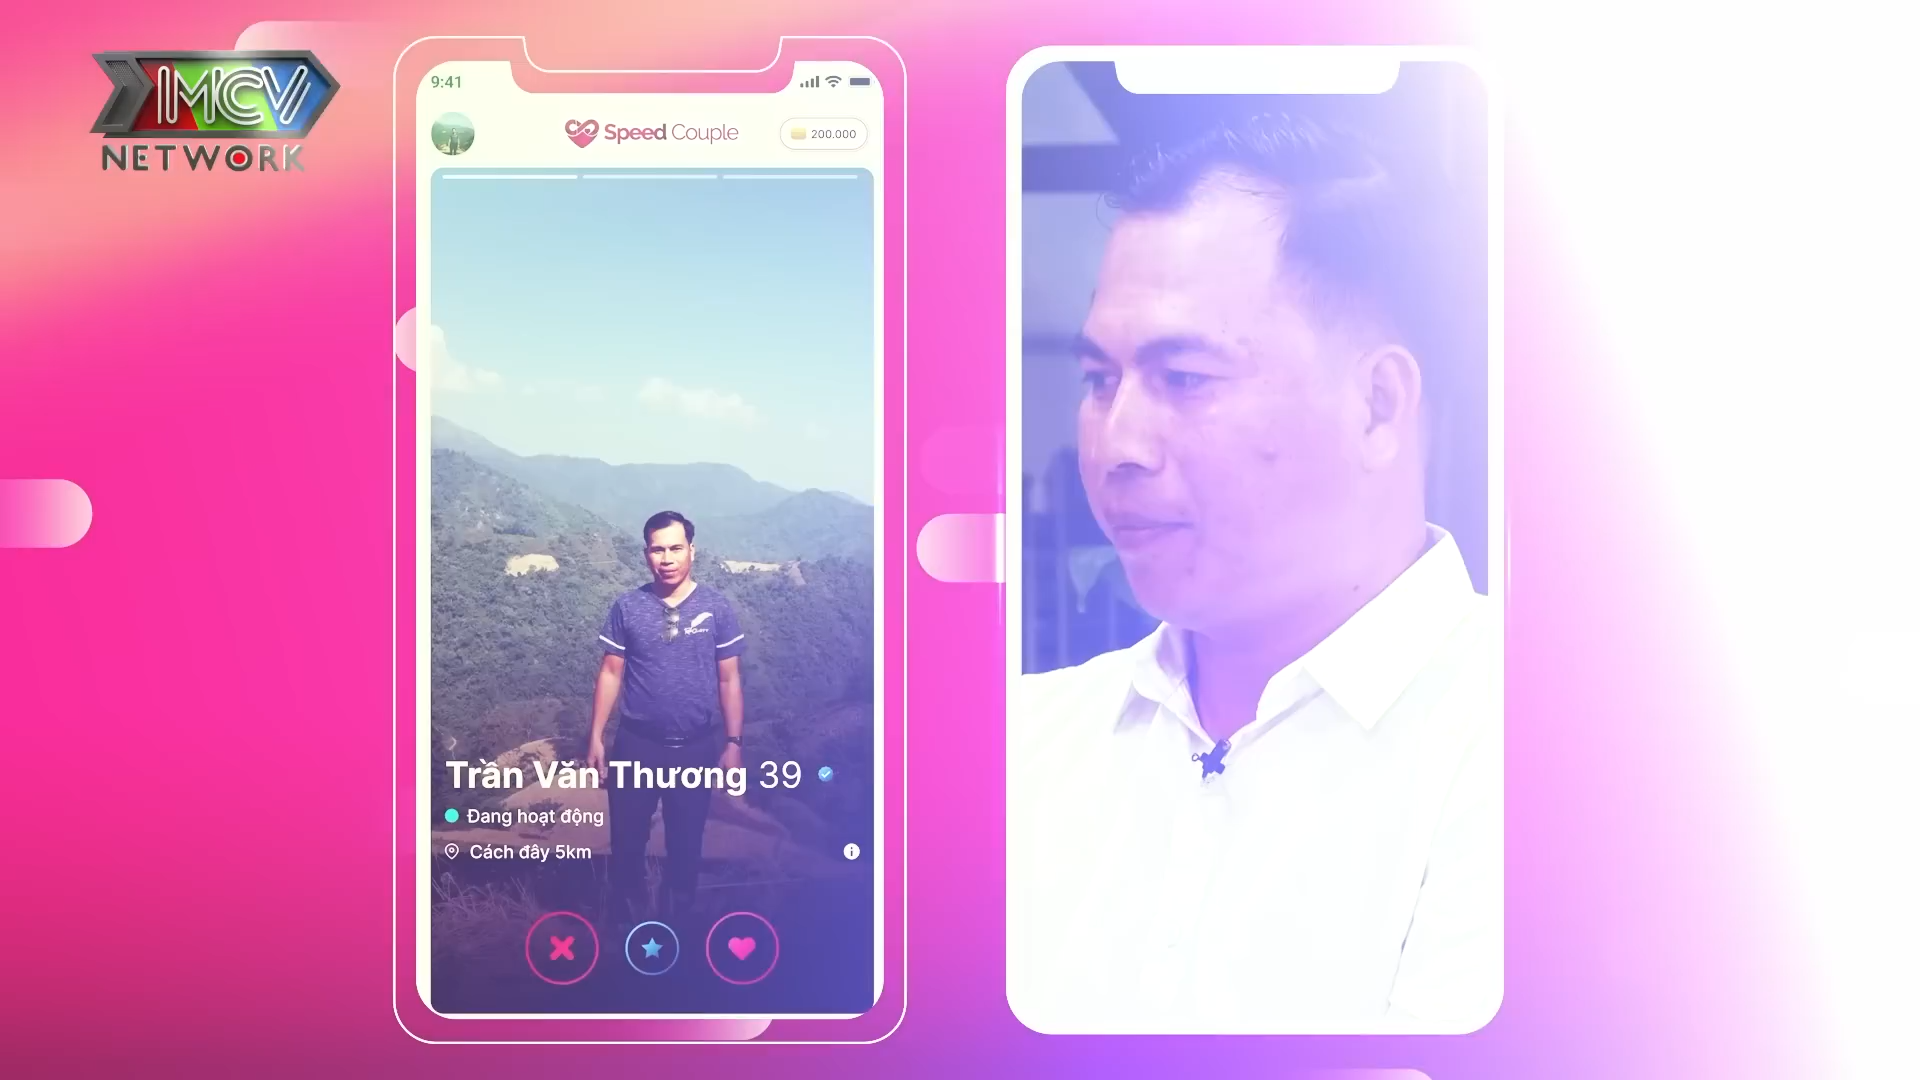 MCV
NETWORK
9:41
Speed Couple
200.000
Trần Văn Thương 39
Đang hoạt động
Cách đây 5km